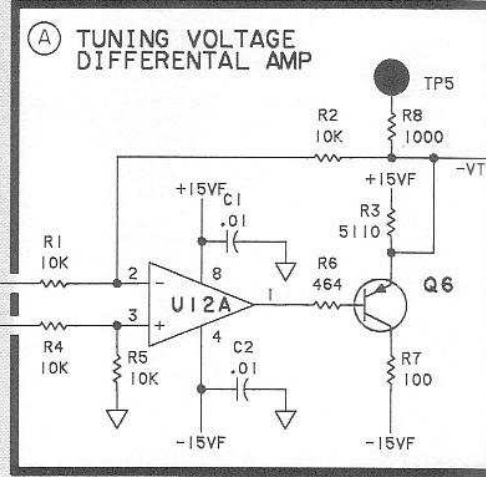 A TUNING VOLTAGE
DIFFERENTAL AMP
TP5
R2
10K
R8
1000
-VT
+15VF
C1
.01
+15VF
R3
5110
R1
10K
2
-
8
U12A
1
R6
464
Q6
3
+
4
R4
10K
R5
10K
C2
.01
R7
100
-15VF
-15VF